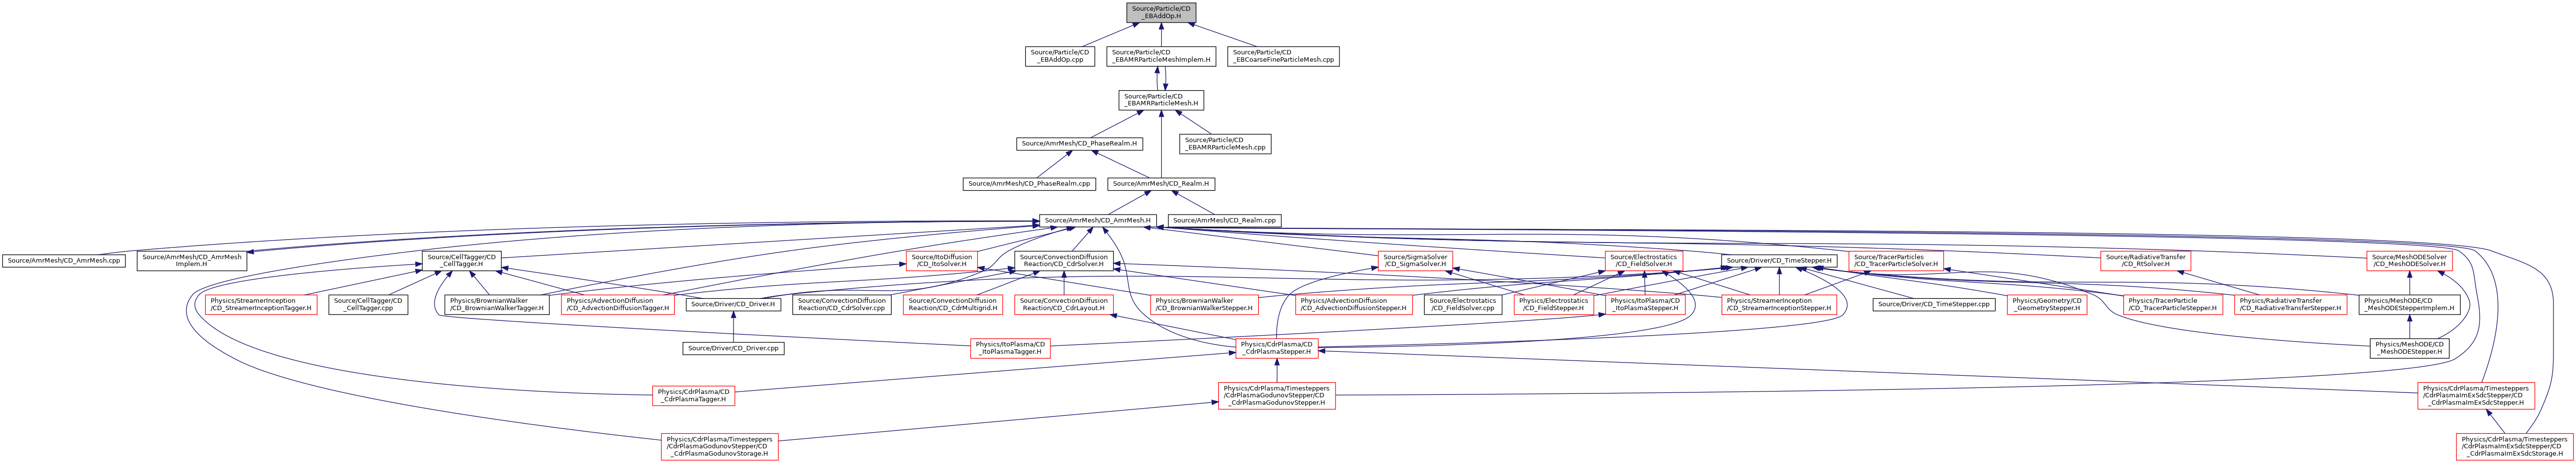 Source/Particle/CD
_EBAddOp.H
Source/Particle/CD
_EBAddOp.cpp
Source/Particle/CD
_EBAMRParticleMeshImplem.H
Source/Particle/CD
_EBCoarseFineParticleMesh.cpp
Source/Particle/CD
_EBAMRParticleMesh.H
Source/AmrMesh/CD_PhaseRealm.H
Source/Particle/CD
_EBAMRParticleMesh.cpp
Source/AmrMesh/CD_PhaseRealm.cpp
Source/AmrMesh/CD_Realm.H
Source/AmrMesh/CD_AmrMesh.H
Source/AmrMesh/CD_Realm.cpp
Source/AmrMesh/CD_AmrMesh.cpp
Source/AmrMesh/CD_AmrMesh
Implem.H
Source/CellTagger/CD
_CellTagger.H
Source/ItoDiffusion
/CD_ItoSolver.H
Source/ConvectionDiffusion
Reaction/CD_CdrSolver.H
Source/SigmaSolver
/CD_SigmaSolver.H
Source/Electrostatics
/CD_FieldSolver.H
Source/Driver/CD_TimeStepper.H
Source/TracerParticles
/CD_TracerParticleSolver.H
Source/RadiativeTransfer
/CD_RtSolver.H
Source/MeshODESolver
/CD_MeshODESolver.H
Physics/StreamerInception
/CD_StreamerInceptionTagger.H
Source/CellTagger/CD
_CellTagger.cpp
Physics/BrownianWalker
/CD_BrownianWalkerTagger.H
Physics/AdvectionDiffusion
/CD_AdvectionDiffusionTagger.H
Source/Driver/CD_Driver.H
Source/ConvectionDiffusion
Reaction/CD_CdrSolver.cpp
Source/ConvectionDiffusion
Reaction/CD_CdrMultigrid.H
Source/ConvectionDiffusion
Reaction/CD_CdrLayout.H
Physics/BrownianWalker
/CD_BrownianWalkerStepper.H
Physics/AdvectionDiffusion
/CD_AdvectionDiffusionStepper.H
Source/Electrostatics
/CD_FieldSolver.cpp
Physics/Electrostatics
/CD_FieldStepper.H
Physics/ItoPlasma/CD
_ItoPlasmaStepper.H
Physics/StreamerInception
/CD_StreamerInceptionStepper.H
Source/Driver/CD_TimeStepper.cpp
Physics/Geometry/CD
_GeometryStepper.H
Physics/TracerParticle
/CD_TracerParticleStepper.H
Physics/RadiativeTransfer
/CD_RadiativeTransferStepper.H
Physics/MeshODE/CD
_MeshODEStepperImplem.H
Source/Driver/CD_Driver.cpp
Physics/ItoPlasma/CD
_ItoPlasmaTagger.H
Physics/CdrPlasma/CD
_CdrPlasmaStepper.H
Physics/MeshODE/CD
_MeshODEStepper.H
Physics/CdrPlasma/CD
_CdrPlasmaTagger.H
Physics/CdrPlasma/Timesteppers
/CdrPlasmaGodunovStepper/CD
_CdrPlasmaGodunovStepper.H
Physics/CdrPlasma/Timesteppers
/CdrPlasmaImExSdcStepper/CD
_CdrPlasmaImExSdcStepper.H
Physics/CdrPlasma/Timesteppers
/CdrPlasmaGodunovStepper/CD
_CdrPlasmaGodunovStorage.H
Physics/CdrPlasma/Timesteppers
/CdrPlasmaImExSdcStepper/CD
_CdrPlasmaImExSdcStorage.H